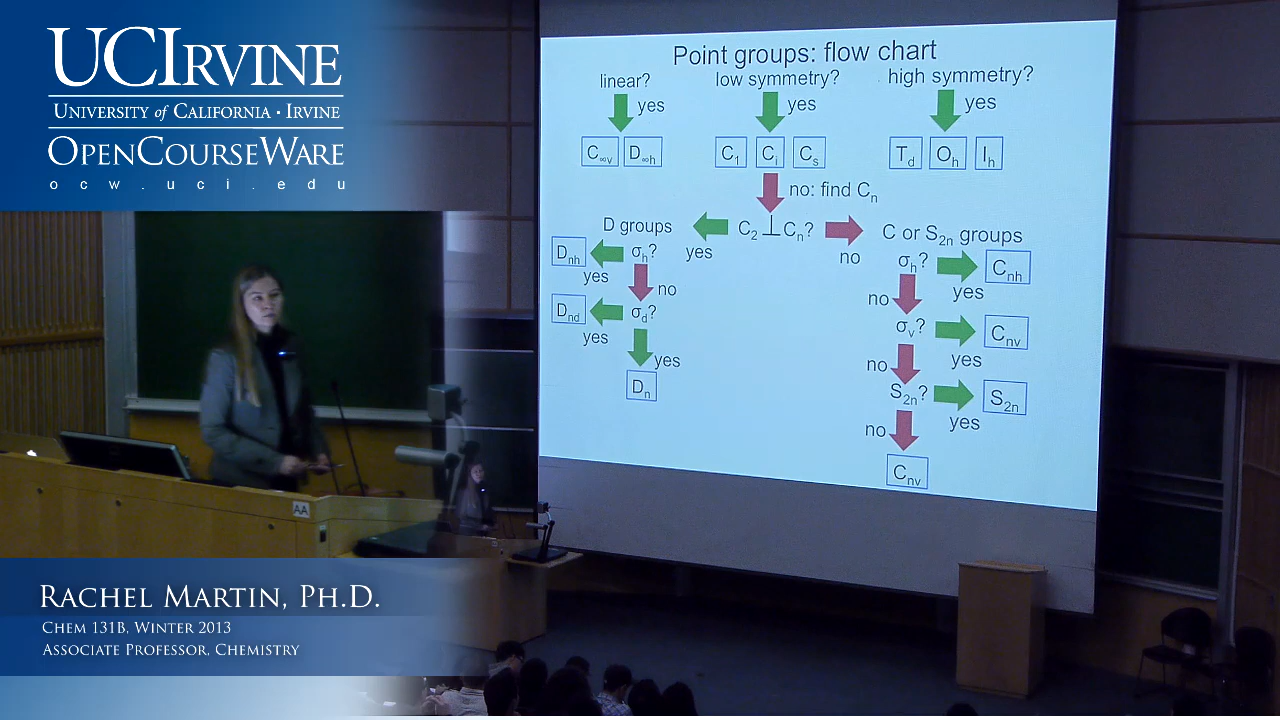 UCIRVINE
UNIVERSITY of CALIFORNIA · IRVINE
OPENCOURSEWARE
ocw.uci.edu
Point groups: flow chart
linear?
low symmetry?
high symmetry?
yes
yes
yes
C∞v
D∞h
C1
Ci
Cs
Td
Oh
Ih
no: find Cn
D groups
C2 ⊥ Cn?
C or S2n groups
yes
no
Dnh
σh?
yes
no
σh?
Cnh
yes
no
Dnd
σd?
yes
yes
Dn
σv?
Cnv
yes
no
S2n?
S2n
yes
no
Cnv
AA
RACHEL MARTIN, PH.D.
CHEM 131B, WINTER 2013
ASSOCIATE PROFESSOR, CHEMISTRY